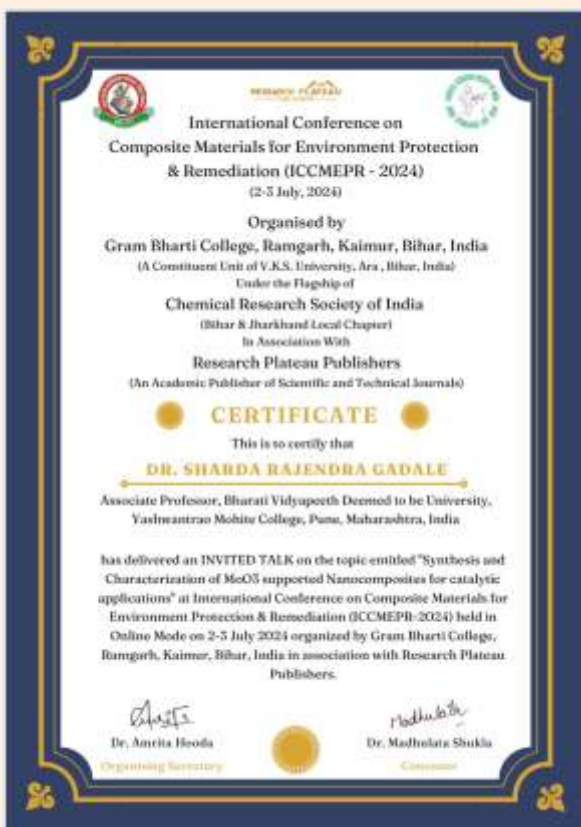 RESEARCH PLATEAU
International Conference on
Composite Materials for Environment Protection
& Remediation (ICCMEPR - 2024)
(2-3 July, 2024)
Organised by
Gram Bharti College, Ramgarh, Kaimur, Bihar, India
(A Constituent Unit of V.K.S. University, Ara , Bihar, India)
Under the Flagship of
Chemical Research Society of India
(Bihar & Jharkhand Local Chapter)
In Association With
Research Plateau Publishers
(An Academic Publisher of Scientific and Technical Journals)
CERTIFICATE
This is to certify that
DR. SHARDA RAJENDRA GADALE
Associate Professor, Bharati Vidyapeeth Deemed to be University,
Yashwantrao Mohite College, Pune, Maharashtra, India
has delivered an INVITED TALK on the topic entitled "Synthesis and
Characterization of MoO3 supported Nanocomposites for catalytic
applications" at International Conference on Composite Materials for
Environment Protection & Remediation (ICCMEPR-2024) held in
Online Mode on 2-3 July 2024 organized by Gram Bharti College,
Ramgarh, Kaimur, Bihar, India in association with Research Plateau
Publishers.
Madhulata
Dr. Amrita Hooda
Dr. Madhulata Shukla
Organising Secretary
Convenor